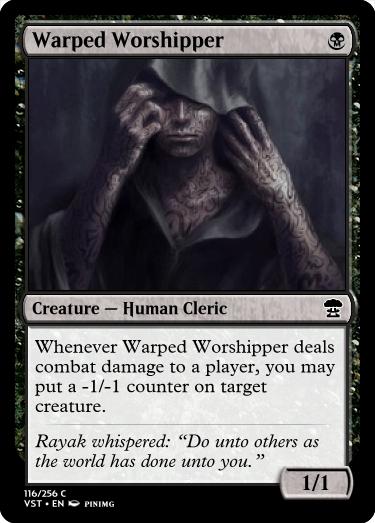 Warped Worshipper
Creature — Human Cleric
Whenever Warped Worshipper deals
combat damage to a player, you may
put a -1/-1 counter on target
creature.
Rayak whispered: “Do unto others as
the world has done unto you.”
1/1
116/256 C
VST • EN PINIMG